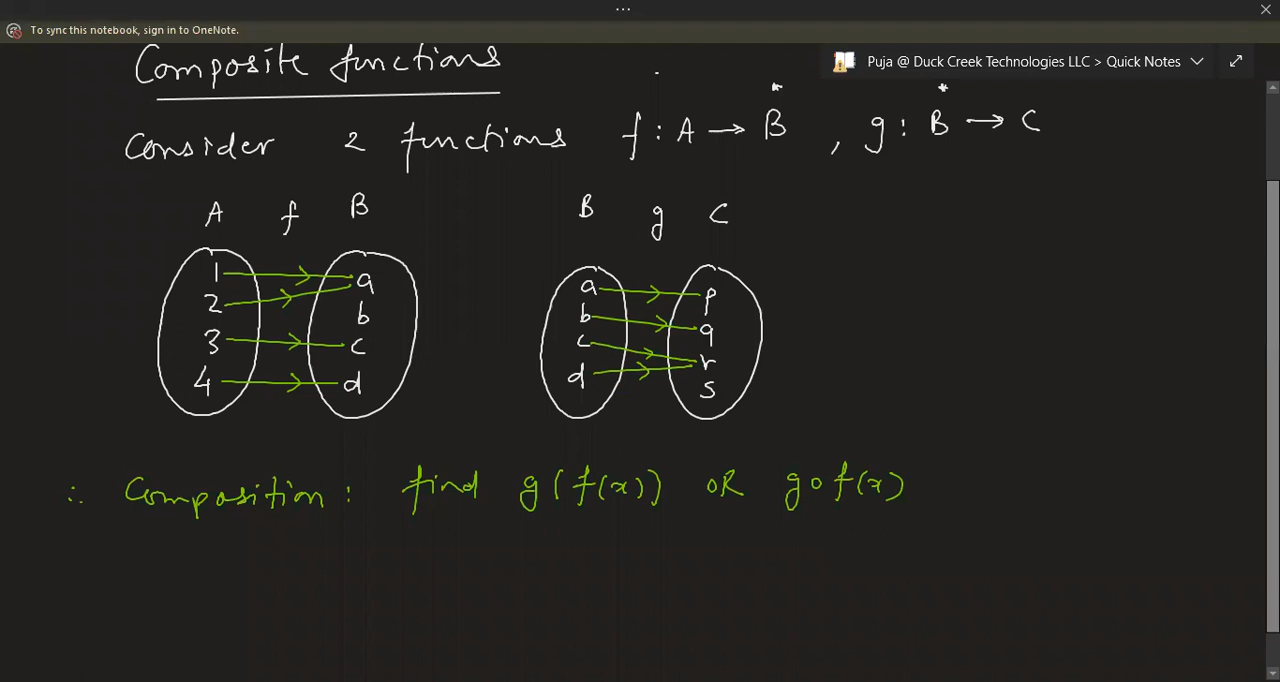 To sync this notebook, sign in to OneNote.
Composite functions
Puja @ Duck Creek Technologies LLC > Quick Notes
Consider 2 functions f : A → B , g : B → C
A f B B g C
1 a a p
2 b b q
3 c c r
4 d d s
∴ Composition : find g(f(x)) OR gof(x)